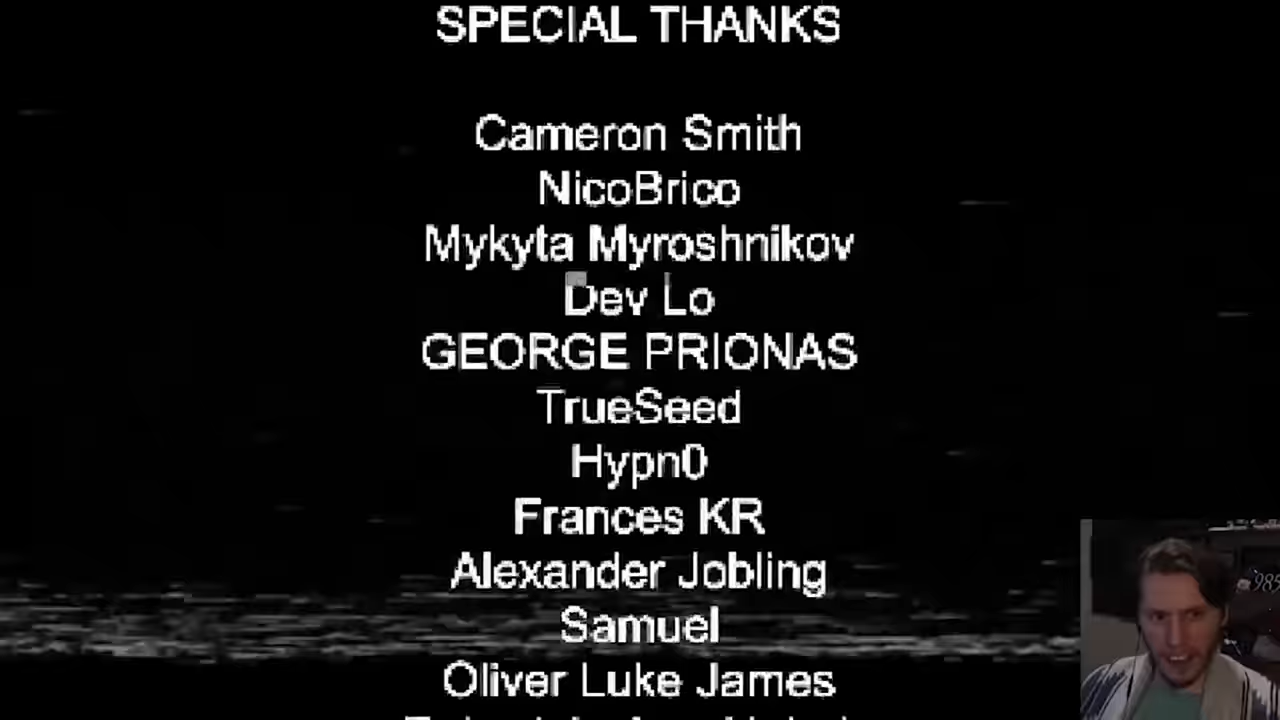 SPECIAL THANKS
Cameron Smith
NicoBrico
Mykyta Myroshnikov
Dev Lo
GEORGE PRIONAS
TrueSeed
Hypn0
Frances KR
Alexander Jobling
Samuel
Oliver Luke James